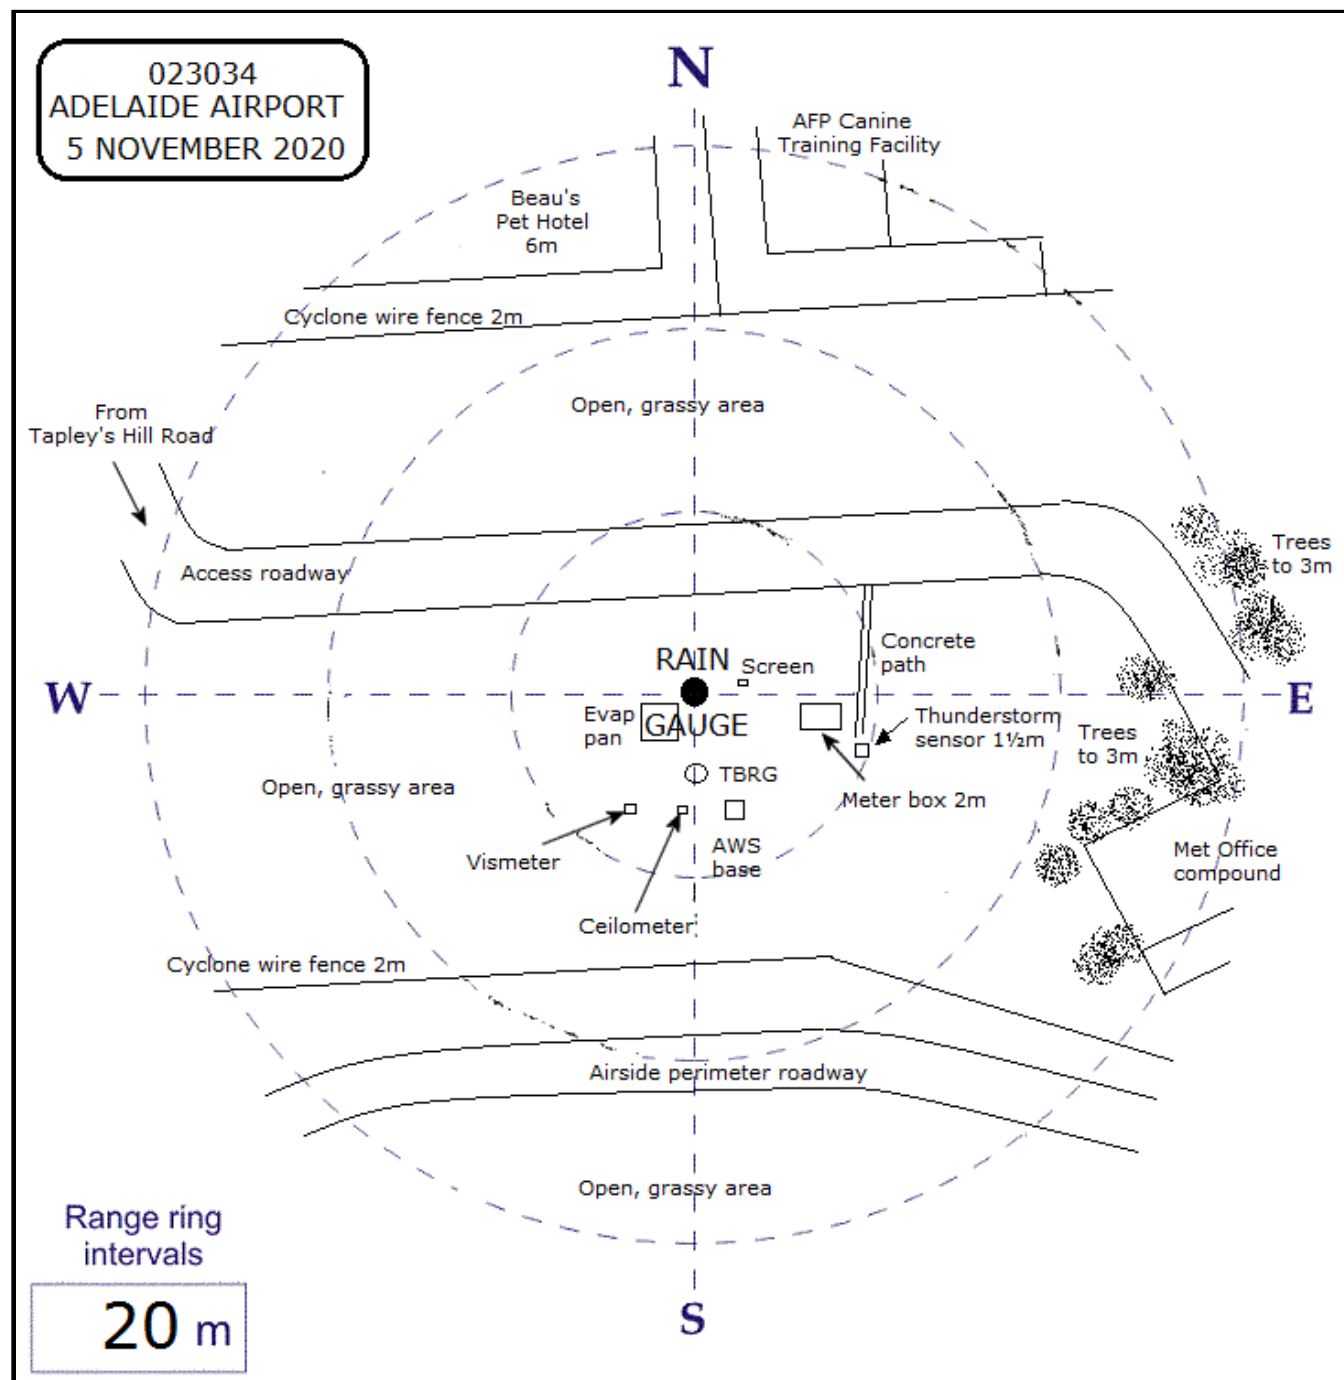 023034
ADELAIDE AIRPORT
5 NOVEMBER 2020
N
AFP Canine
Training Facility
Beau's
Pet Hotel
6m
Cyclone wire fence 2m
Open, grassy area
From
Tapley's Hill Road
Trees
to 3m
Access roadway
Concrete
path
RAIN
GAUGE
Screen
W
E
Evap
pan
Thunderstorm
sensor 1½m
Trees
to 3m
TBRG
Open, grassy area
Meter box 2m
Vismeter
AWS
base
Met Office
compound
Ceilometer
Cyclone wire fence 2m
Airside perimeter roadway
Open, grassy area
Range ring
intervals
20 m
S